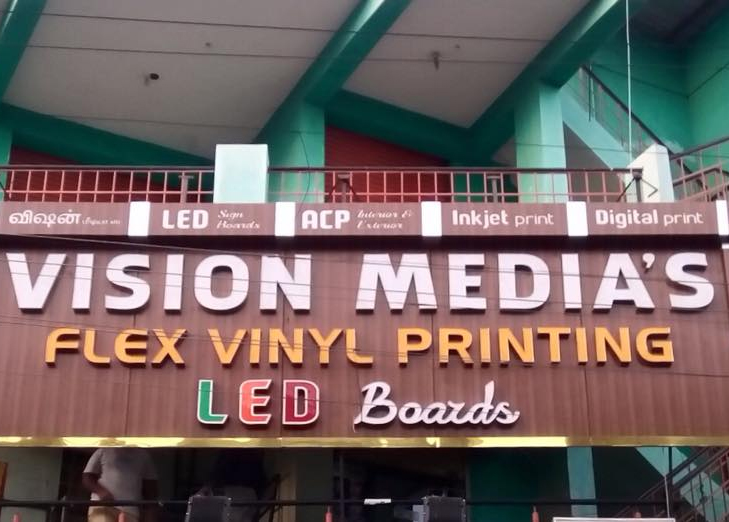 விஷன் மீடியா'ஸ் LED Sign Boards ACP Interior & Exterior Inkjet print Digital print
VISION MEDIA'S
FLEX VINYL PRINTING
LED Boards